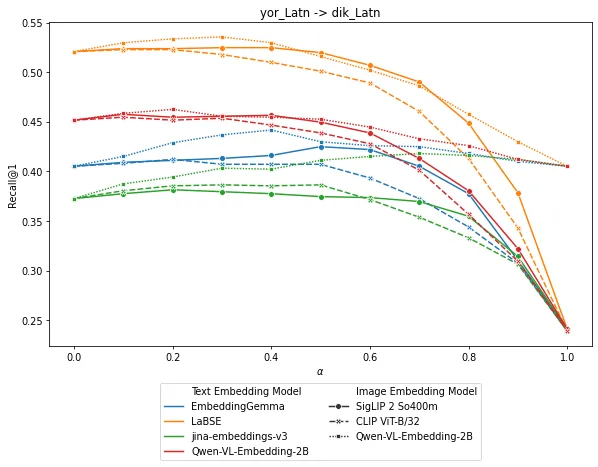 yor_Latn -> dik_Latn
0.55
0.50
0.45
0.40
0.35
0.30
0.25
Recall@1
0.0 0.2 0.4 0.6 0.8 1.0
α
Text Embedding Model
EmbeddingGemma
LaBSE
jina-embeddings-v3
Qwen-VL-Embedding-2B
Image Embedding Model
SigLIP 2 So400m
CLIP ViT-B/32
Qwen-VL-Embedding-2B